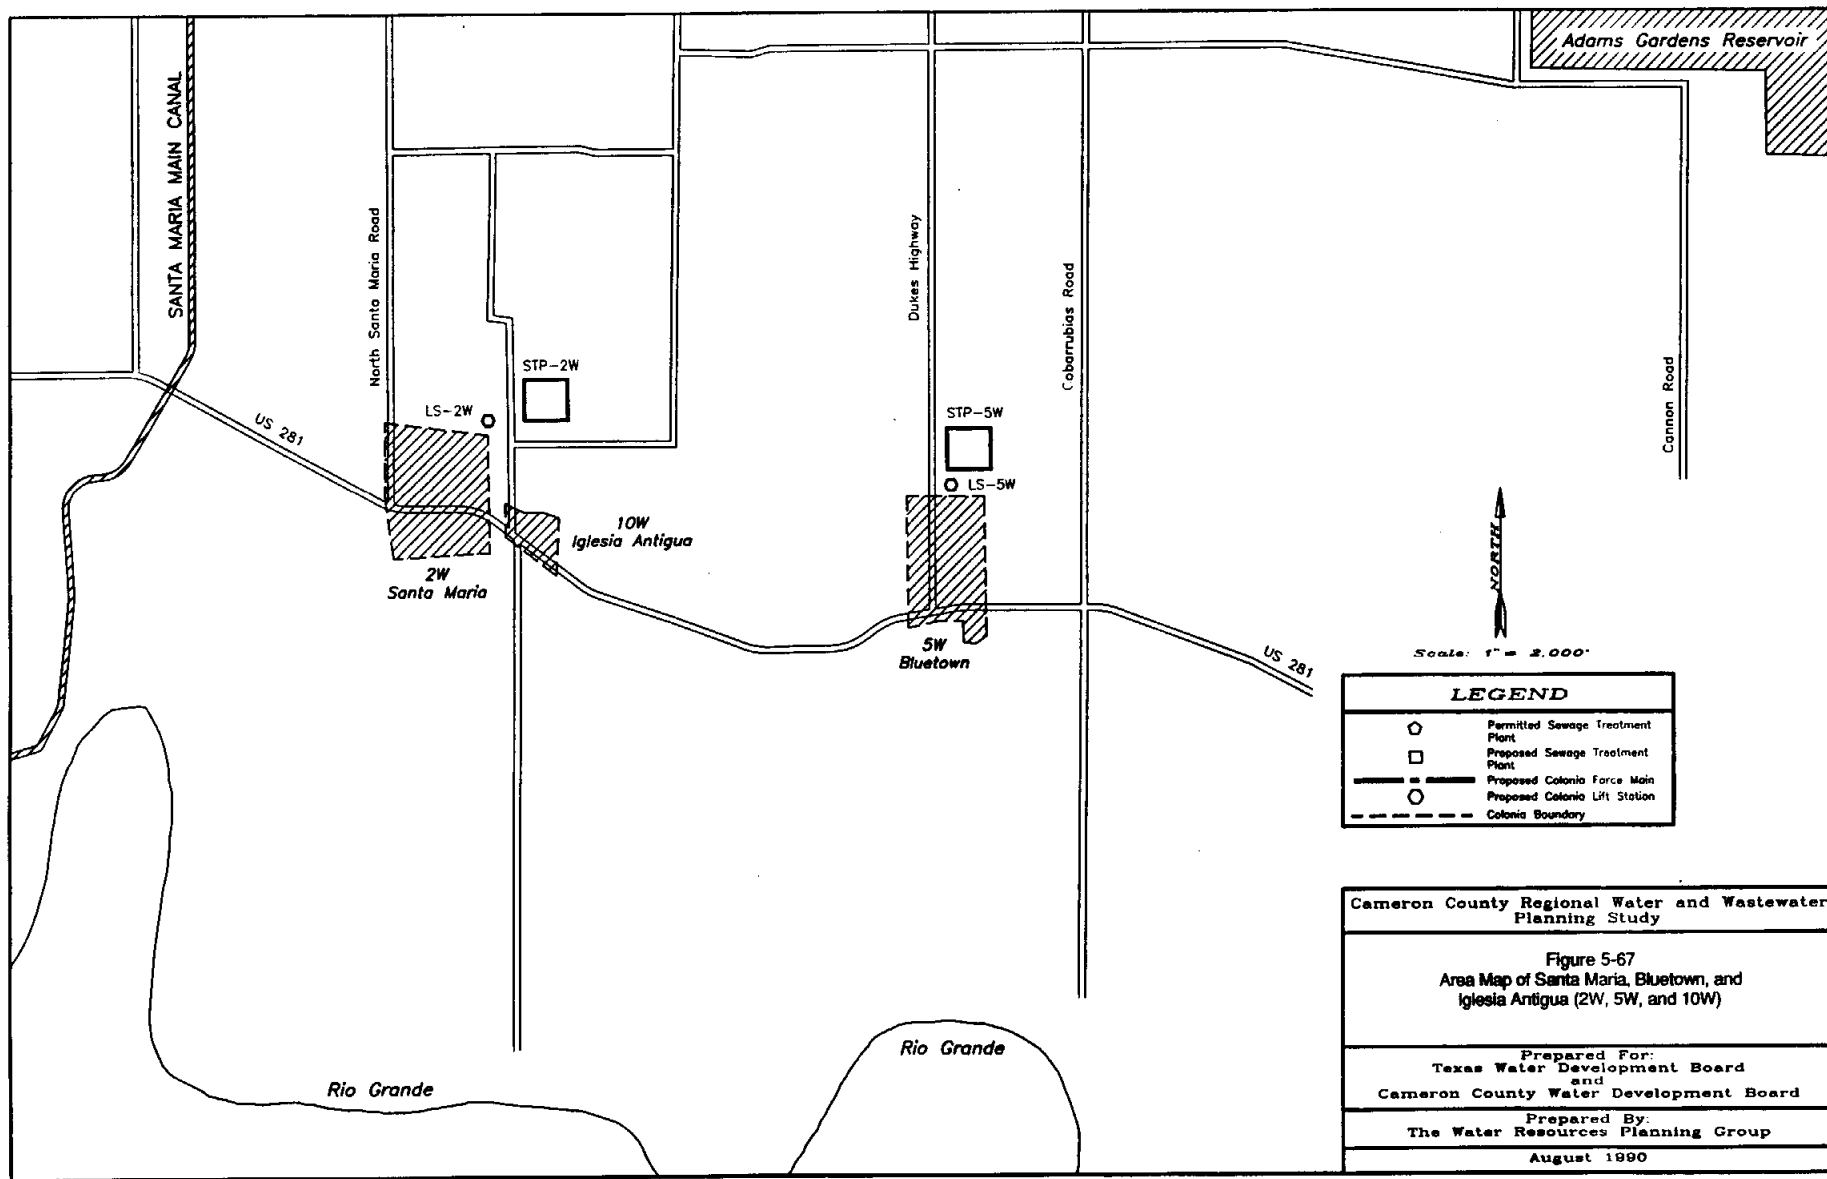 Adams Gardens Reservoir
SANTA MARIA MAIN CANAL
North Santa Maria Road
Dukes Highway
Cobarrubias Road
Cannon Road
STP-2W
LS-2W
US 281
STP-5W
LS-5W
10W
Iglesia Antigua
2W
Santa Maria
5W
Bluetown
US 281
NORTH
Scale: 1" = 2,000'
LEGEND
Permitted Sewage Treatment
Plant
Proposed Sewage Treatment
Plant
Proposed Colonia Force Main
Proposed Colonia Lift Station
Colonia Boundary
Rio Grande
Rio Grande
Cameron County Regional Water and Wastewater
Planning Study
Figure 5-67
Area Map of Santa Maria, Bluetown, and
Iglesia Antigua (2W, 5W, and 10W)
Prepared For:
Texas Water Development Board
and
Cameron County Water Development Board
Prepared By:
The Water Resources Planning Group
August 1990